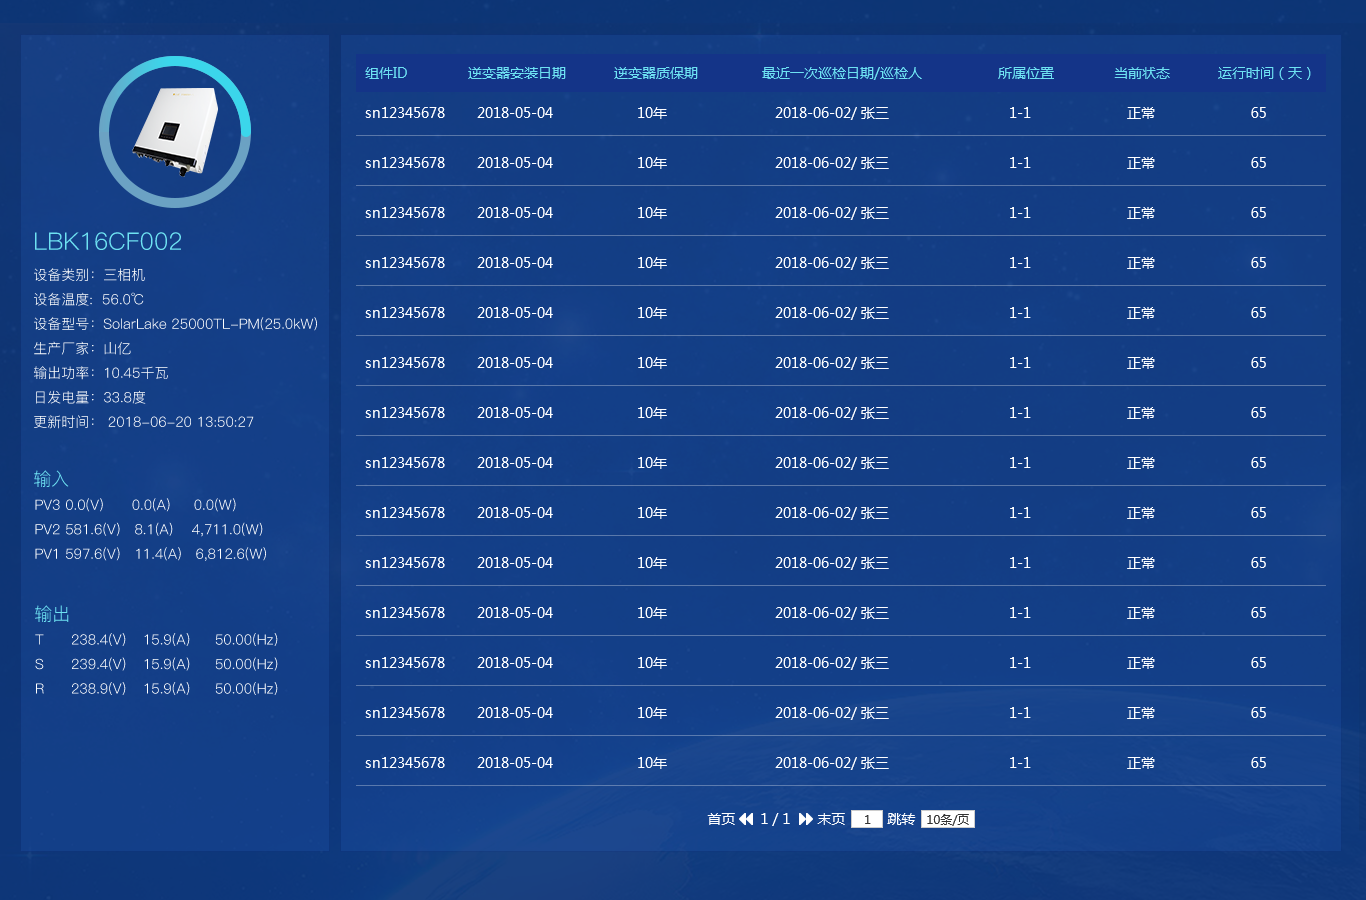 LBK16CF002
设备类别：三相机
设备温度：56.0℃
设备型号：SolarLake 25000TL-PM(25.0kW)
生产厂家：山亿
输出功率：10.45千瓦
日发电量：33.8度
更新时间： 2018-06-20 13:50:27
输入
PV3 0.0(V) 0.0(A) 0.0(W)
PV2 581.6(V) 8.1(A) 4,711.0(W)
PV1 597.6(V) 11.4(A) 6,812.6(W)
输出
T 238.4(V) 15.9(A) 50.00(Hz)
S 239.4(V) 15.9(A) 50.00(Hz)
R 238.9(V) 15.9(A) 50.00(Hz)
组件ID 逆变器安装日期 逆变器质保期 最近一次巡检日期/巡检人 所属位置 当前状态 运行时间（天）
sn12345678 2018-05-04 10年 2018-06-02/ 张三 1-1 正常 65
sn12345678 2018-05-04 10年 2018-06-02/ 张三 1-1 正常 65
sn12345678 2018-05-04 10年 2018-06-02/ 张三 1-1 正常 65
sn12345678 2018-05-04 10年 2018-06-02/ 张三 1-1 正常 65
sn12345678 2018-05-04 10年 2018-06-02/ 张三 1-1 正常 65
sn12345678 2018-05-04 10年 2018-06-02/ 张三 1-1 正常 65
sn12345678 2018-05-04 10年 2018-06-02/ 张三 1-1 正常 65
sn12345678 2018-05-04 10年 2018-06-02/ 张三 1-1 正常 65
sn12345678 2018-05-04 10年 2018-06-02/ 张三 1-1 正常 65
sn12345678 2018-05-04 10年 2018-06-02/ 张三 1-1 正常 65
sn12345678 2018-05-04 10年 2018-06-02/ 张三 1-1 正常 65
sn12345678 2018-05-04 10年 2018-06-02/ 张三 1-1 正常 65
sn12345678 2018-05-04 10年 2018-06-02/ 张三 1-1 正常 65
sn12345678 2018-05-04 10年 2018-06-02/ 张三 1-1 正常 65
首页 1 / 1 末页 1 跳转 10条/页